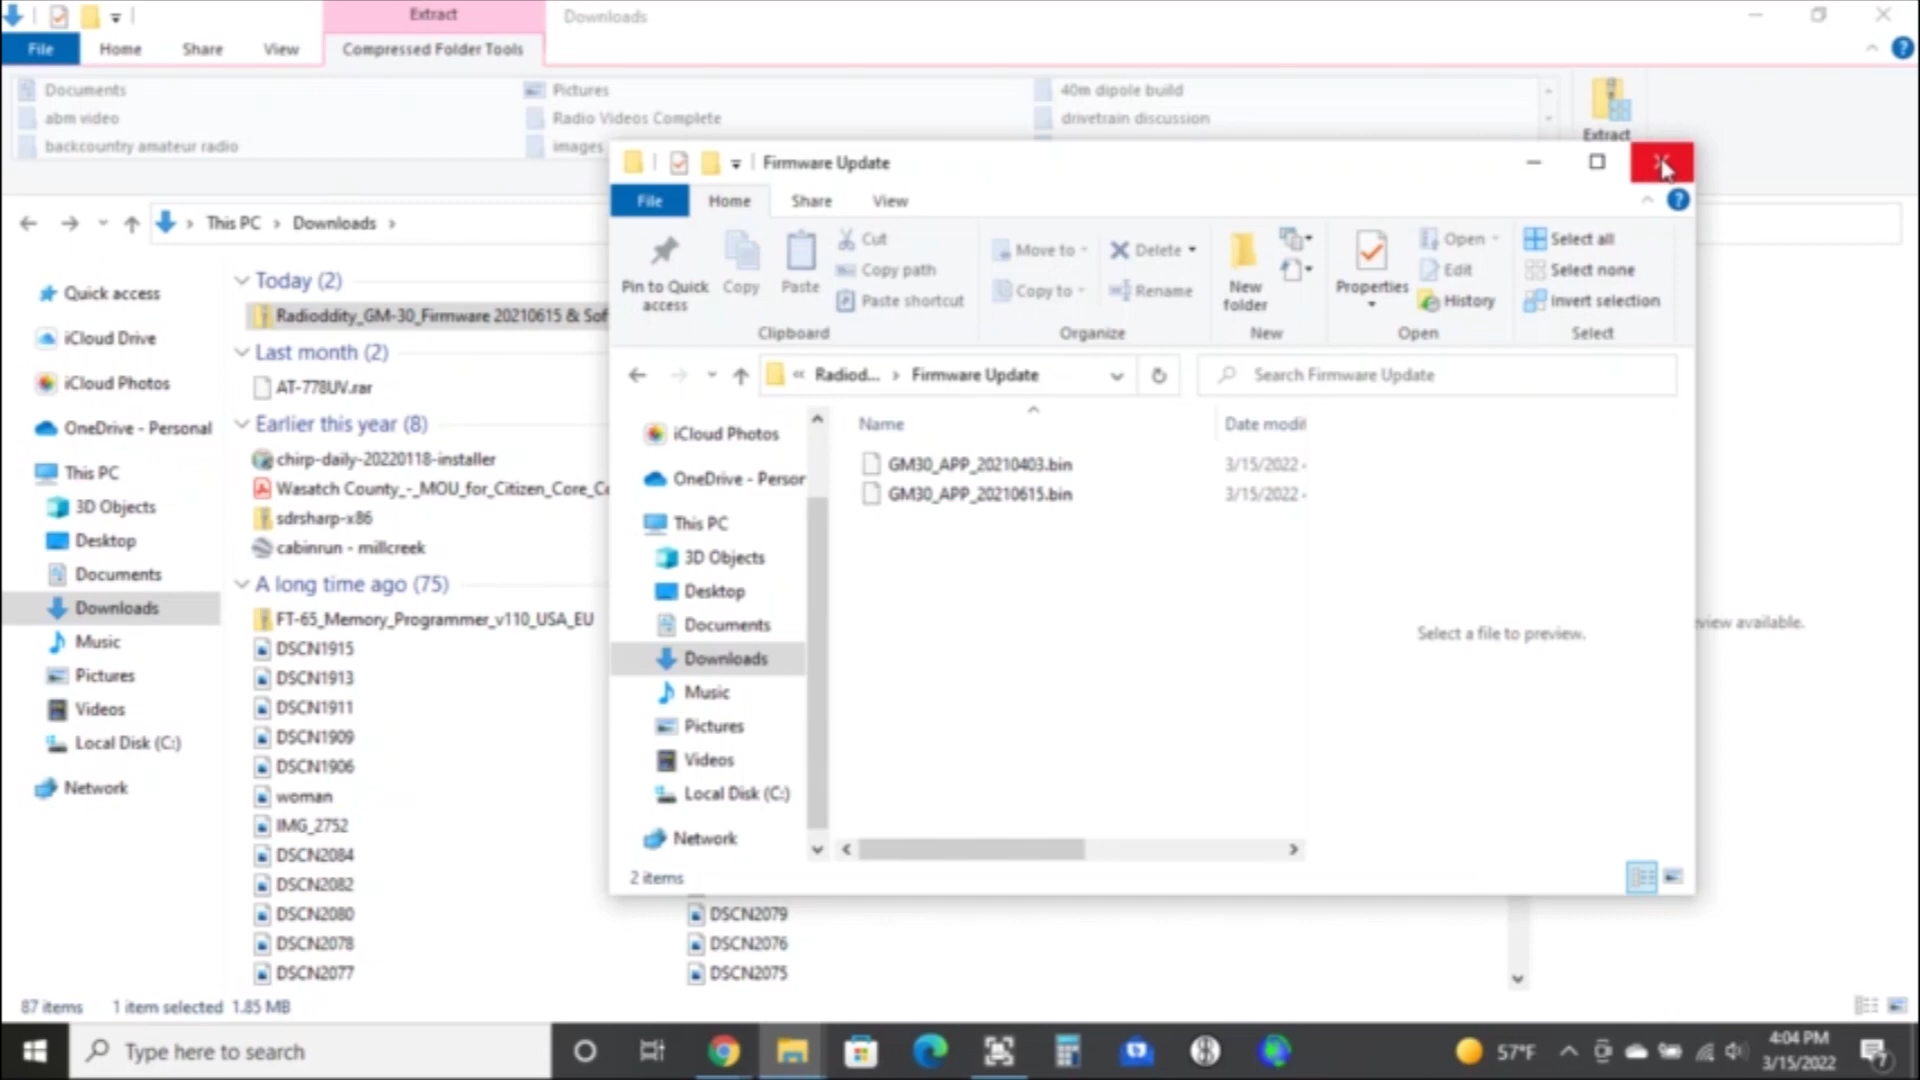 Extract
Downloads
File
Home
Share
View
Compressed Folder Tools
Documents
Pictures
40m dipole build
abm video
Radio Videos Complete
drivetrain discussion
backcountry amateur radio
images
Extract
This PC
Downloads
Quick access
iCloud Drive
iCloud Photos
OneDrive - Personal
This PC
3D Objects
Desktop
Documents
Downloads
Music
Pictures
Videos
Local Disk (C:)
Network
Today (2)
Radioddity_GM-30_Firmware 20210615 & Sof
Last month (2)
AT-778UV.rar
Earlier this year (8)
chirp-daily-20220118-installer
Wasatch County_-_MOU_for_Citizen_Core_Co
sdrsharp-x86
cabinrun - millcreek
A long time ago (75)
FT-65_Memory_Programmer_v110_USA_EU
DSCN1915
DSCN1913
DSCN1911
DSCN1909
DSCN1906
woman
IMG_2752
DSCN2084
DSCN2082
DSCN2080
DSCN2078
DSCN2077
DSCN2079
DSCN2076
DSCN2075
view available.
87 items
1 item selected 1.85 MB
Firmware Update
File
Home
Share
View
Pin to Quick
access
Copy
Paste
Cut
Copy path
Paste shortcut
Clipboard
Move to
Copy to
Delete
Rename
Organize
New
folder
New
Properties
Open
Edit
History
Open
Select all
Select none
Invert selection
Select
« Radiod... › Firmware Update
Search Firmware Update
iCloud Photos
OneDrive - Person
This PC
3D Objects
Desktop
Documents
Downloads
Music
Pictures
Videos
Local Disk (C:)
Network
Name
Date modif
GM30_APP_20210403.bin
3/15/2022
GM30_APP_20210615.bin
3/15/2022
Select a file to preview.
2 items
Type here to search
57°F
4:04 PM
3/15/2022
7